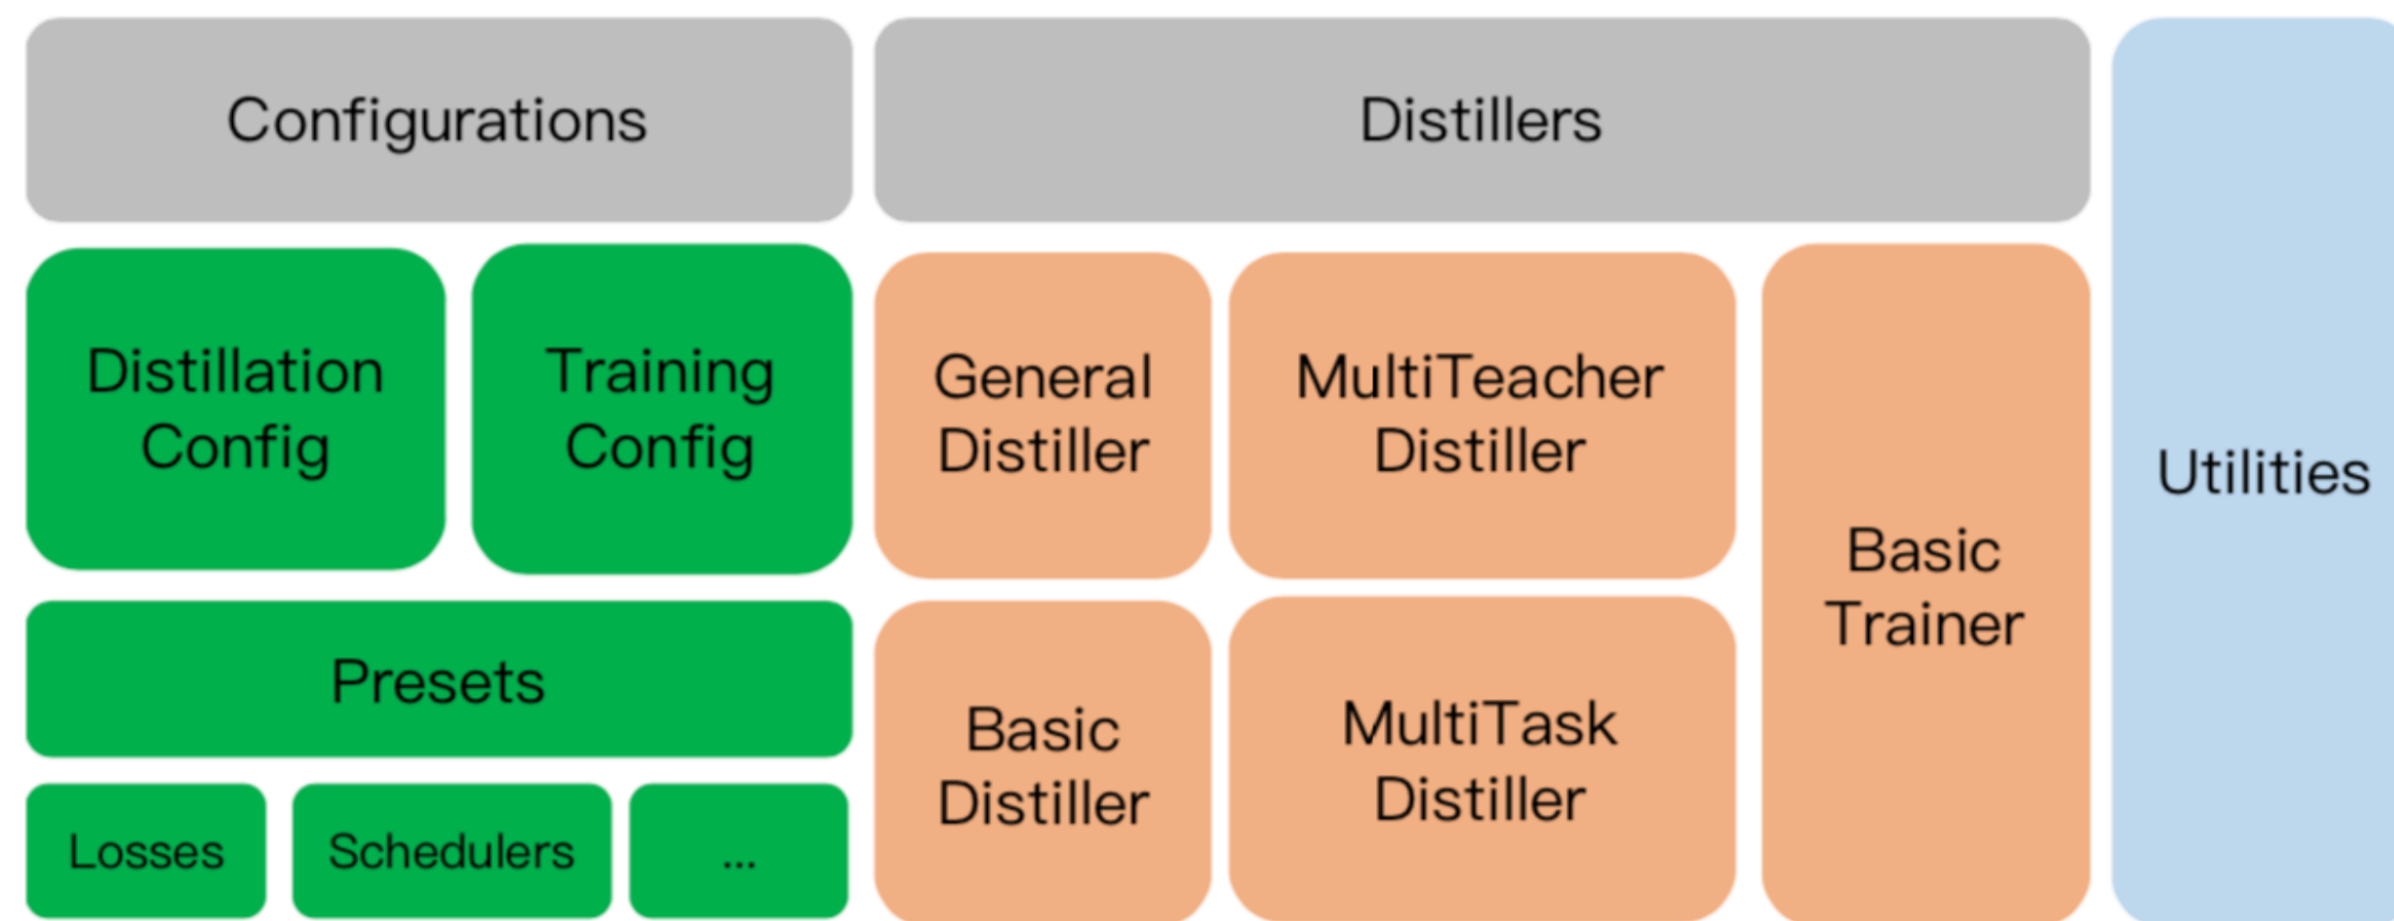 Configurations
Distillers
Utilities
Distillation
Config
Training
Config
General
Distiller
MultiTeacher
Distiller
Basic
Trainer
Presets
Basic
Distiller
MultiTask
Distiller
Losses
Schedulers
...